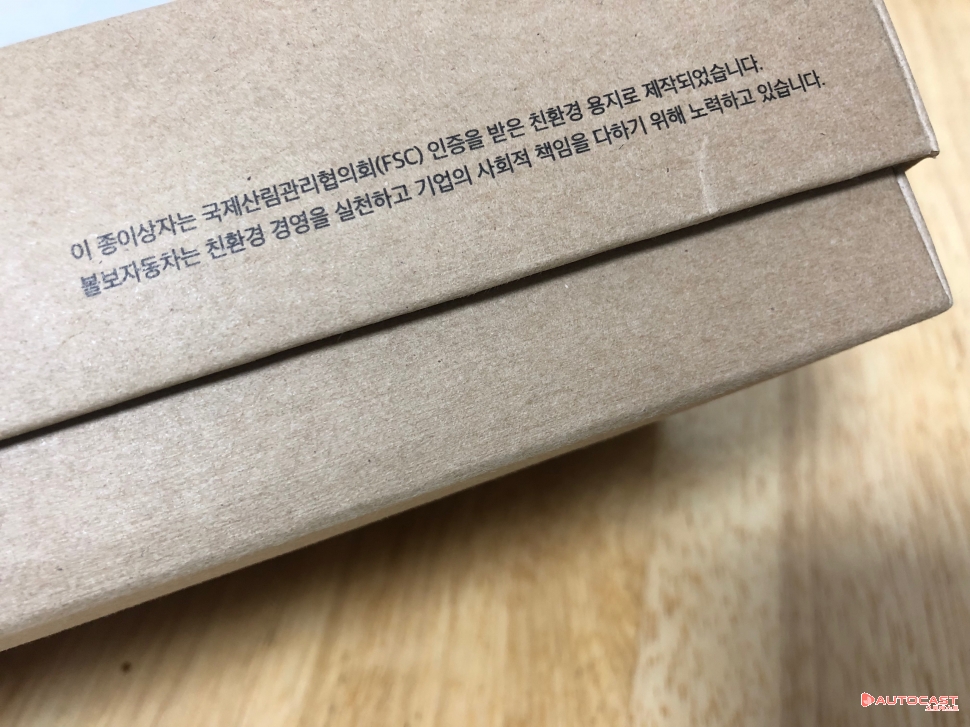 이 종이상자는 국제산림관리협의회(FSC) 인증을 받은 친환경 용지로 제작되었습니다.
볼보자동차는 친환경 경영을 실천하고 기업의 사회적 책임을 다하기 위해 노력하고 있습니다.
AUTOCAST